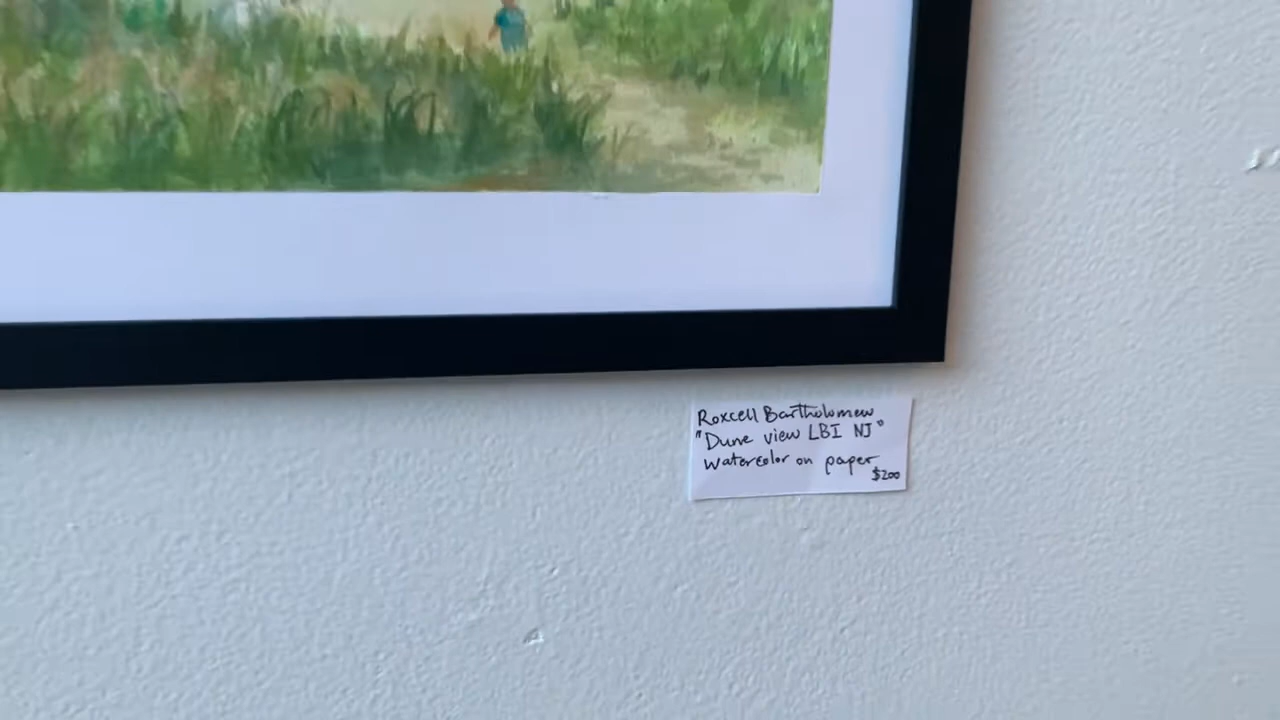 Roxcell Bartholomew
"Dune view LBI NJ"
Watercolor on paper
$200